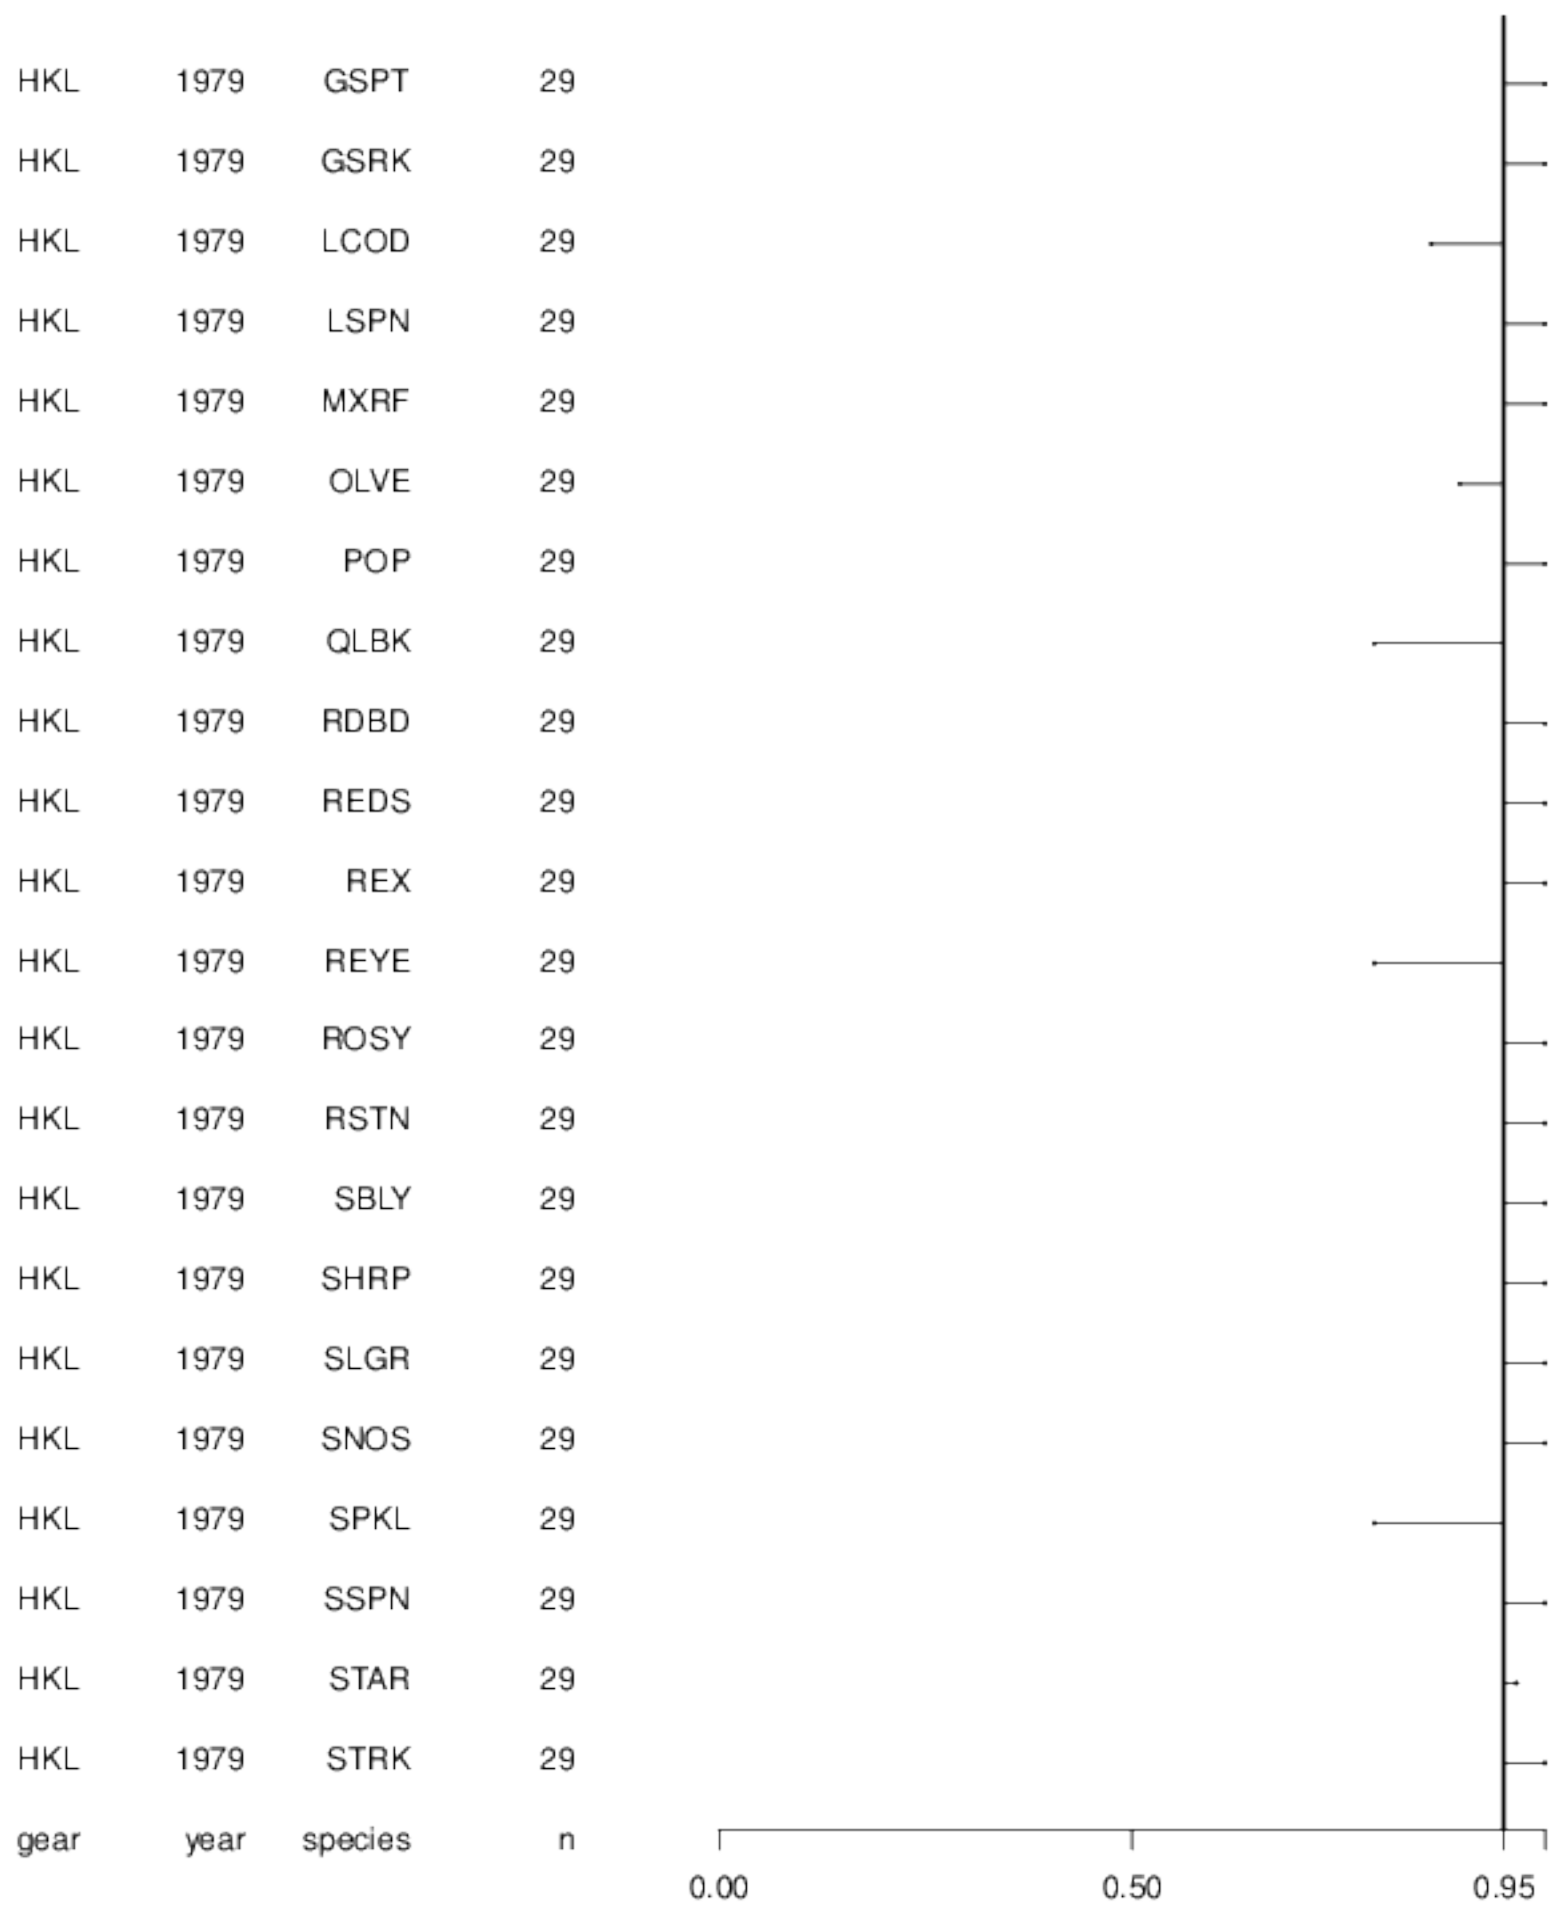 HKL 1979 GSPT 29
HKL 1979 GSRK 29
HKL 1979 LCOD 29
HKL 1979 LSPN 29
HKL 1979 MXRF 29
HKL 1979 OLVE 29
HKL 1979 POP 29
HKL 1979 QLBK 29
HKL 1979 RDBD 29
HKL 1979 REDS 29
HKL 1979 REX 29
HKL 1979 REYE 29
HKL 1979 ROSY 29
HKL 1979 RSTN 29
HKL 1979 SBLY 29
HKL 1979 SHRP 29
HKL 1979 SLGR 29
HKL 1979 SNOS 29
HKL 1979 SPKL 29
HKL 1979 SSPN 29
HKL 1979 STAR 29
HKL 1979 STRK 29
gear year species n
0.00 0.50 0.95